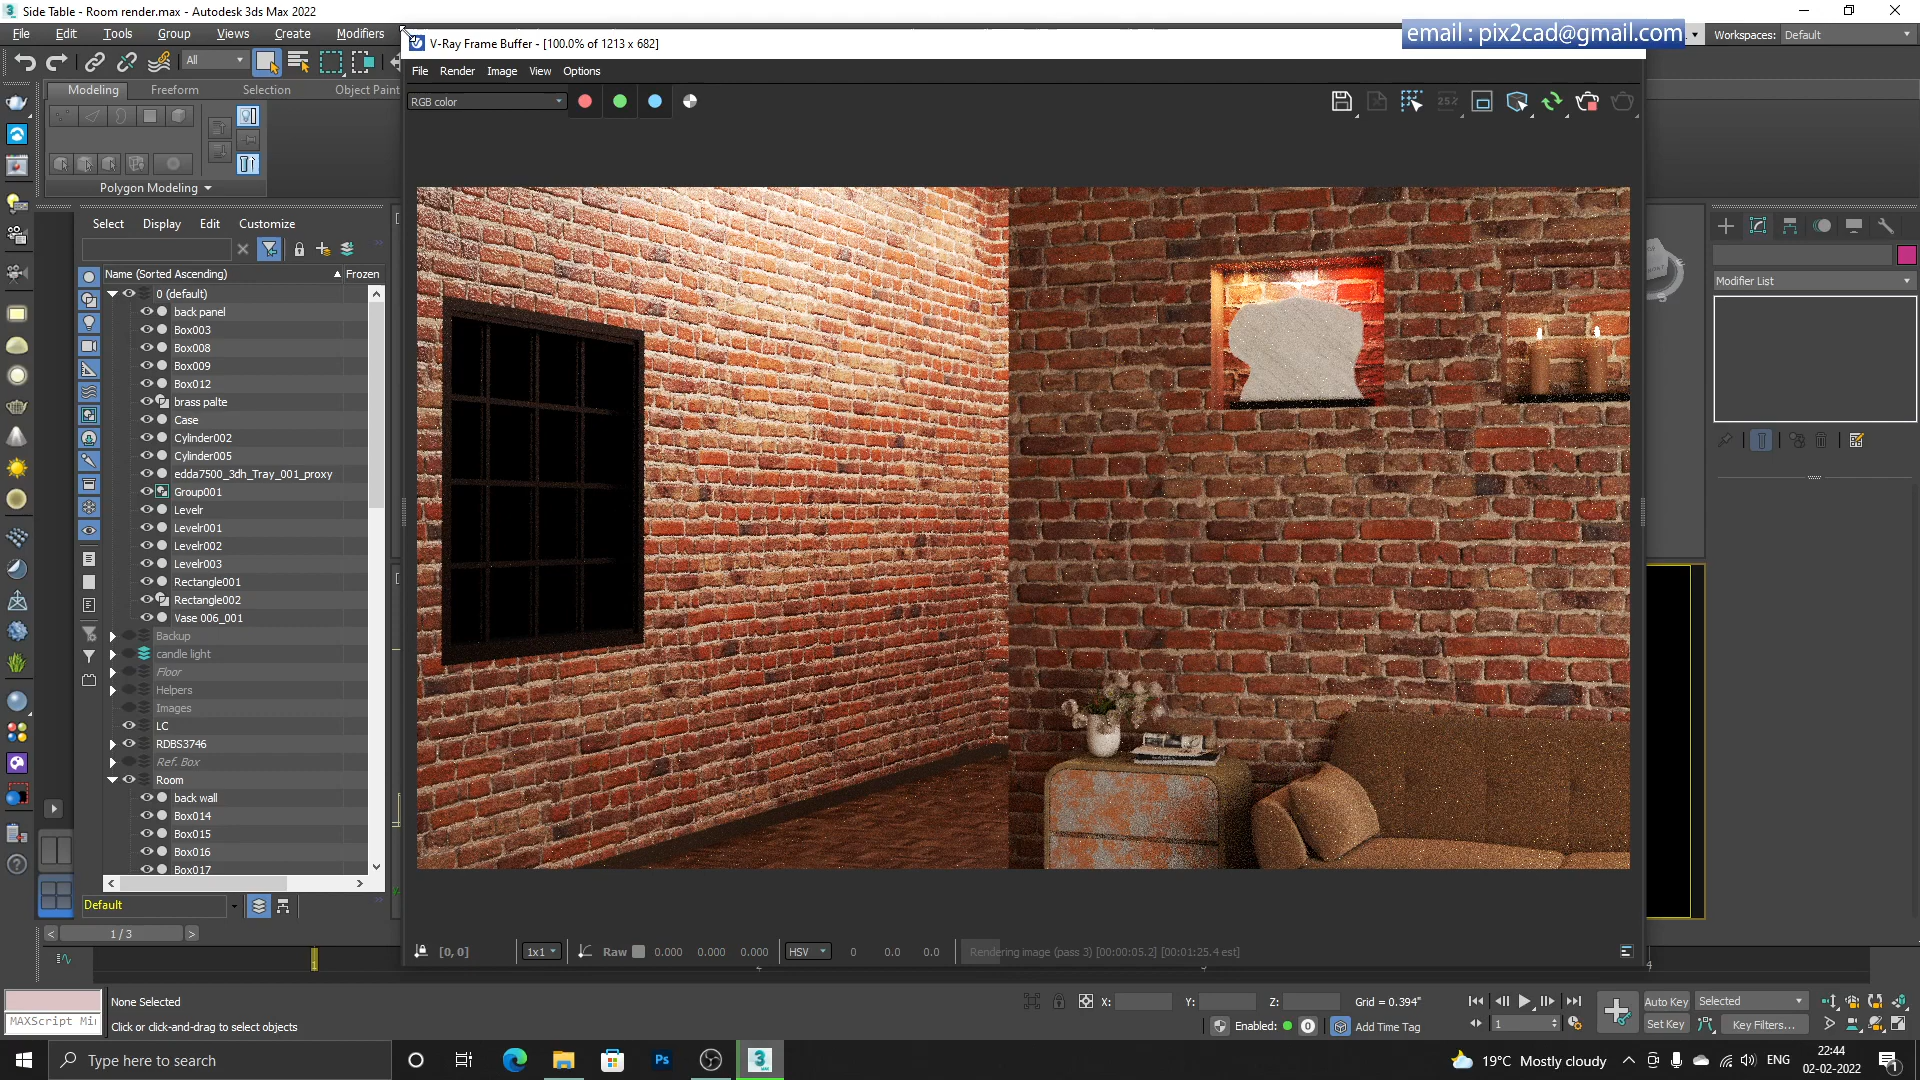 Side Table - Room render.max - Autodesk 3ds Max 2022
File Edit Tools Group Views Create Modifiers
V-Ray Frame Buffer - [100.0% of 1213 x 682]
email : pix2cad@gmail.com
Workspaces: Default
All
File Render Image View Options
Modeling Freeform Selection Object Paint
RGB color
Polygon Modeling
Select Display Edit Customize
Name (Sorted Ascending) Frozen
0 (default)
back panel
Box003
Box008
Box009
Box012
brass palte
Case
Cylinder002
Cylinder005
edda7500_3dh_Tray_001_proxy
Group001
Levelr
Levelr001
Levelr002
Levelr003
Rectangle001
Rectangle002
Vase 006_001
Backup
candle light
Floor
Helpers
Images
LC
RDBS3746
Ref. Box
Room
back wall
Box014
Box015
Box016
Box017
Modifier List
Default
1 / 3
[0, 0] 1x1 Raw 0.000 0.000 0.000 HSV 0 0.0 0.0 Rendering image (pass 3) [00:00:05.2] [00:01:25.4 est]
1
4
None Selected
X: Y: Z: Grid = 0.394"
Auto Key Selected
MAXScript Mi
Click or click-and-drag to select objects
Enabled: 0 Add Time Tag
1
Set Key Key Filters...
Type here to search
Ps
3
19°C Mostly cloudy
ENG
22:44
02-02-2022
1